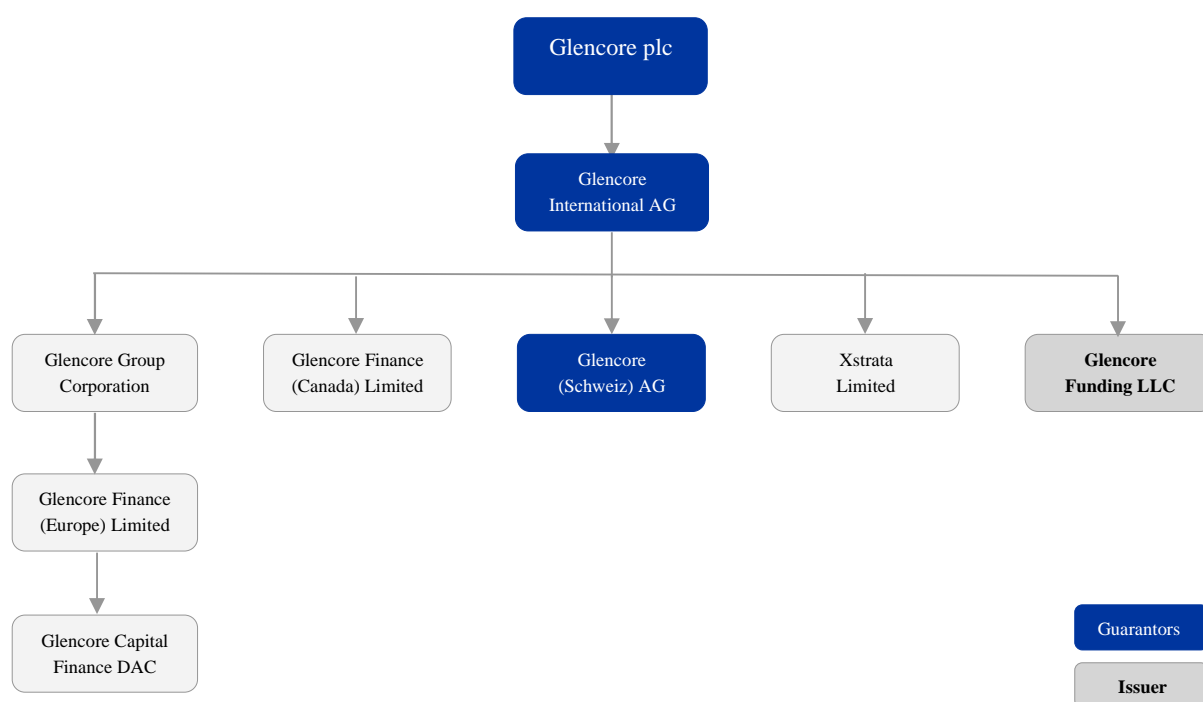 Glencore plc
Glencore
International AG
Glencore Group
Corporation
Glencore Finance
(Canada) Limited
Glencore
(Schweiz) AG
Xstrata
Limited
Glencore
Funding LLC
Glencore Finance
(Europe) Limited
Glencore Capital
Finance DAC
Guarantors
Issuer